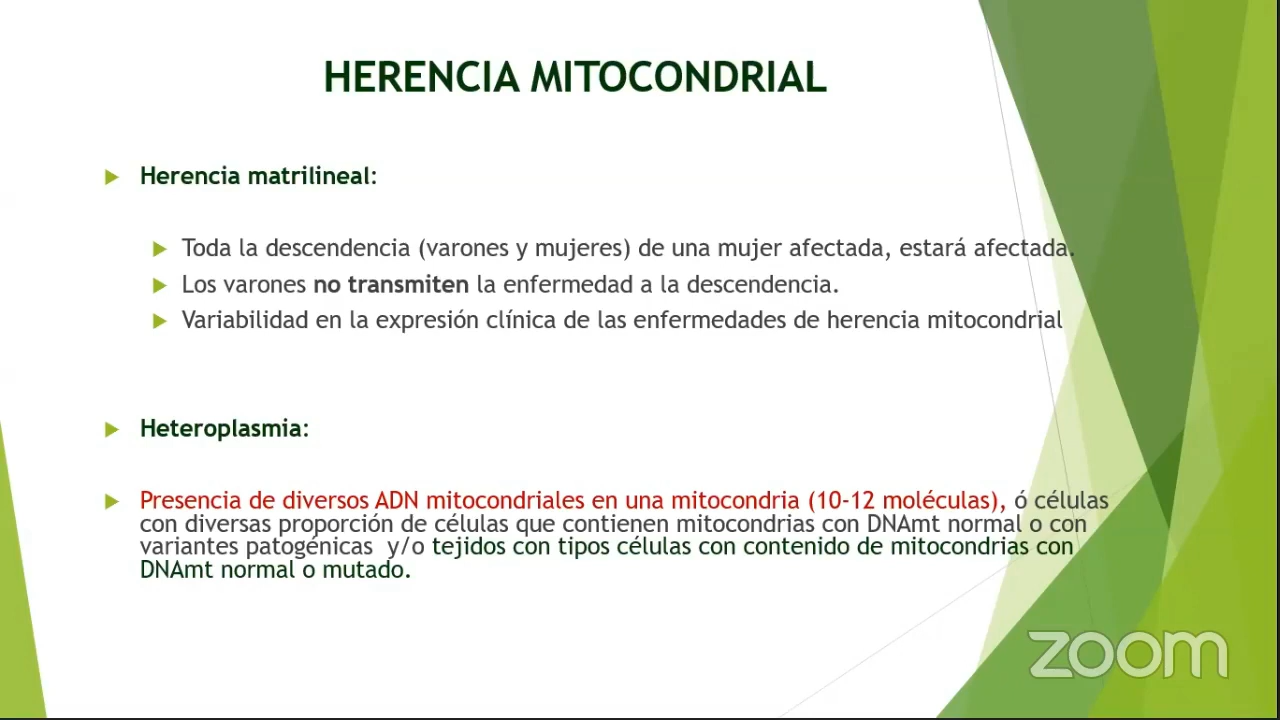 HERENCIA MITOCONDRIAL
Herencia matrilineal:
Toda la descendencia (varones y mujeres) de una mujer afectada, estará afectada.
Los varones no transmiten la enfermedad a la descendencia.
Variabilidad en la expresión clínica de las enfermedades de herencia mitocondrial
Heteroplasmia:
Presencia de diversos ADN mitocondriales en una mitocondria (10-12 moléculas), ó células
con diversas proporción de células que contienen mitocondrias con DNAmt normal o con
variantes patogénicas y/o tejidos con tipos células con contenido de mitocondrias con
DNAmt normal o mutado.
zoom